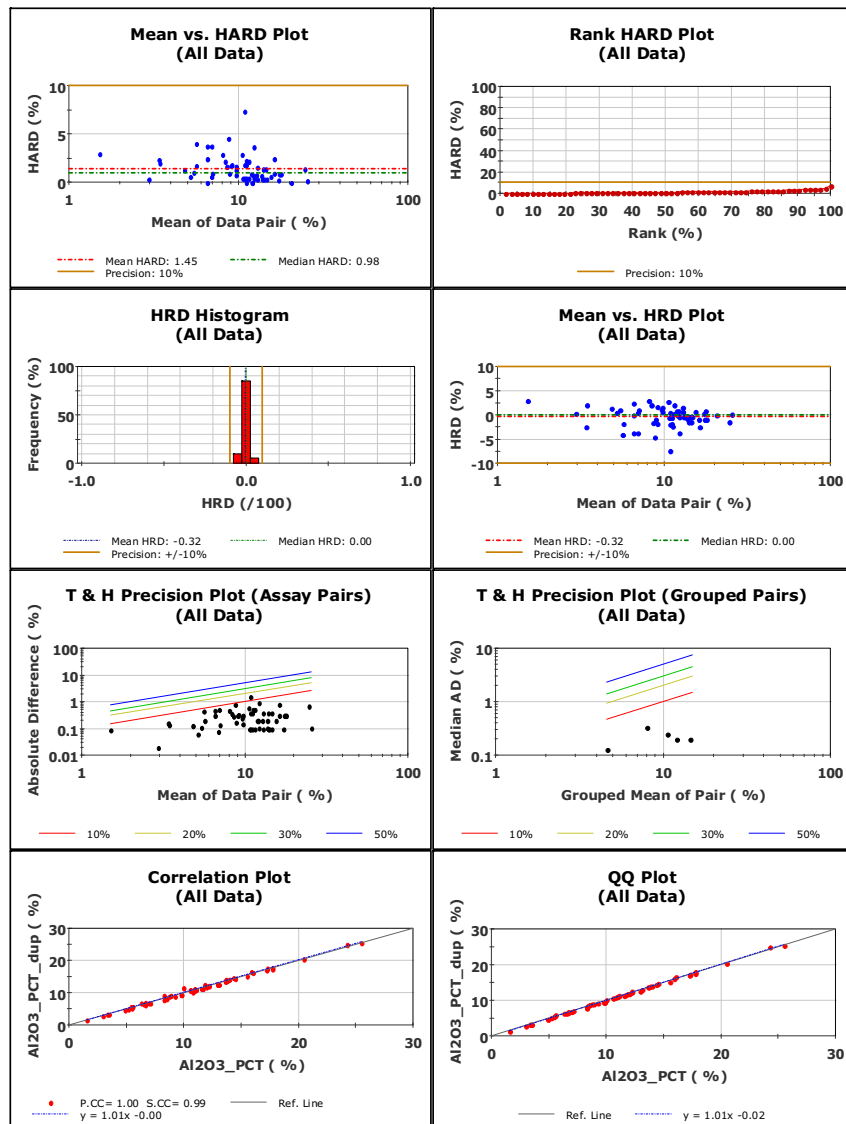 Mean vs. HARD Plot
(All Data)
HARD (%)
10
5
0
1
10
100
Mean of Data Pair ( %)
Mean HARD: 1.45
Median HARD: 0.98
Precision: 10%
Rank HARD Plot
(All Data)
HARD (%)
100
80
60
40
20
0
0 10 20 30 40 50 60 70 80 90 100
Rank (%)
Precision: 10%
HRD Histogram
(All Data)
Frequency (%)
100
50
0
-1.0
0.0
1.0
HRD (/100)
Mean HRD: -0.32
Median HRD: 0.00
Precision: +/-10%
Mean vs. HRD Plot
(All Data)
HRD (%)
10
5
0
-5
-10
1
10
100
Mean of Data Pair ( %)
Mean HRD: -0.32
Median HRD: 0.00
Precision: +/-10%
T & H Precision Plot (Assay Pairs)
(All Data)
Absolute Difference ( %)
100
10
1
0.1
0.01
1
10
100
Mean of Data Pair ( %)
10% 20% 30% 50%
T & H Precision Plot (Grouped Pairs)
(All Data)
Median AD ( %)
10
1
0.1
1
10
100
Grouped Mean of Pair ( %)
10% 20% 30% 50%
Correlation Plot
(All Data)
Al2O3_PCT_dup ( %)
30
20
10
0
0 10 20 30
Al2O3_PCT ( %)
P.CC= 1.00 S.CC= 0.99
Ref. Line
y = 1.01x -0.00
QQ Plot
(All Data)
Al2O3_PCT_dup ( %)
30
20
10
0
0 10 20 30
Al2O3_PCT ( %)
Ref. Line
y = 1.01x -0.02